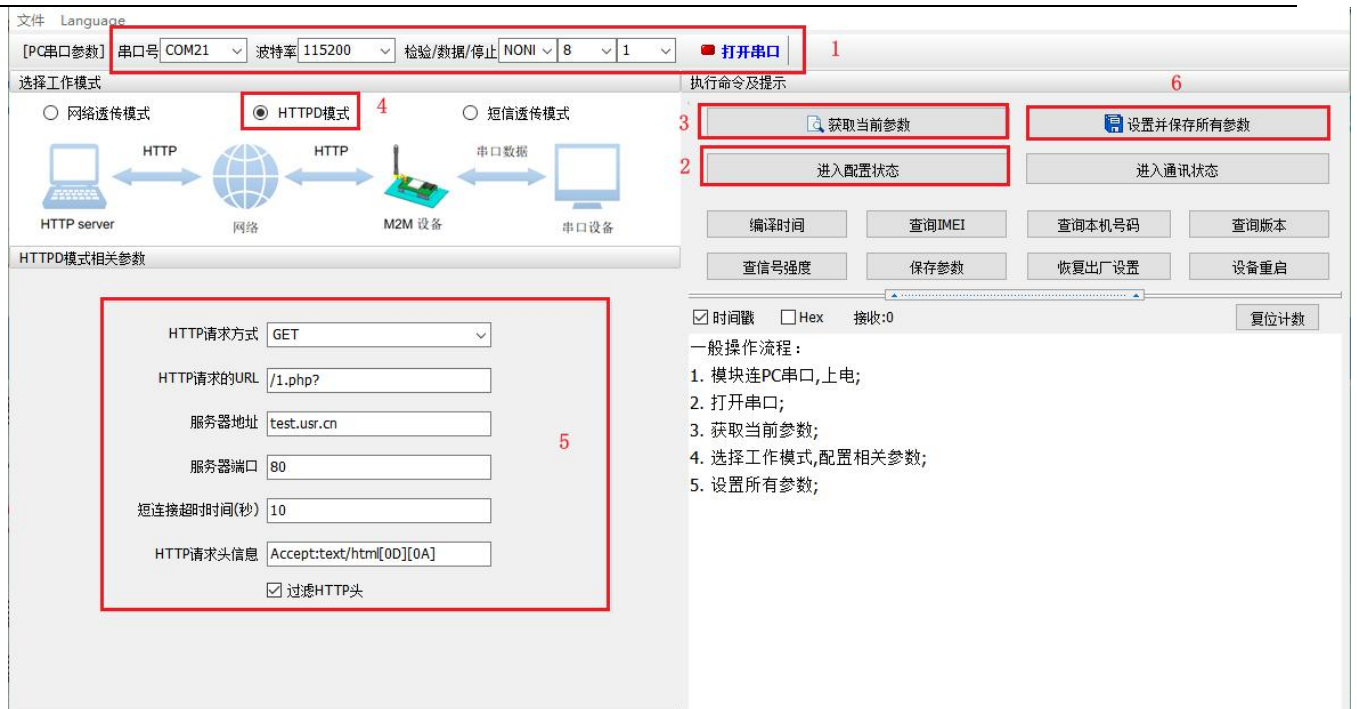 文件 Language
[PC串口参数] 串口号 COM21 波特率 115200 检验/数据/停止 NONI 8 1 打开串口 1
选择工作模式
网络透传模式 HTTPD模式 4 短信透传模式
HTTP HTTP 串口数据
HTTP server 网络 M2M 设备 串口设备
HTTPD模式相关参数
HTTP请求方式 GET
HTTP请求的URL /1.php?
服务器地址 test.usr.cn
5
服务器端口 80
短连接超时时间(秒) 10
HTTP请求头信息 Accept:text/html[0D][0A]
过滤HTTP头
执行命令及提示 6
3 获取当前参数 设置并保存所有参数
2 进入配置状态 进入通讯状态
编译时间 查询IMEI 查询本机号码 查询版本
查信号强度 保存参数 恢复出厂设置 设备重启
时间戳 Hex 接收:0 复位计数
一般操作流程：
1. 模块连PC串口,上电;
2. 打开串口;
3. 获取当前参数;
4. 选择工作模式,配置相关参数;
5. 设置所有参数;